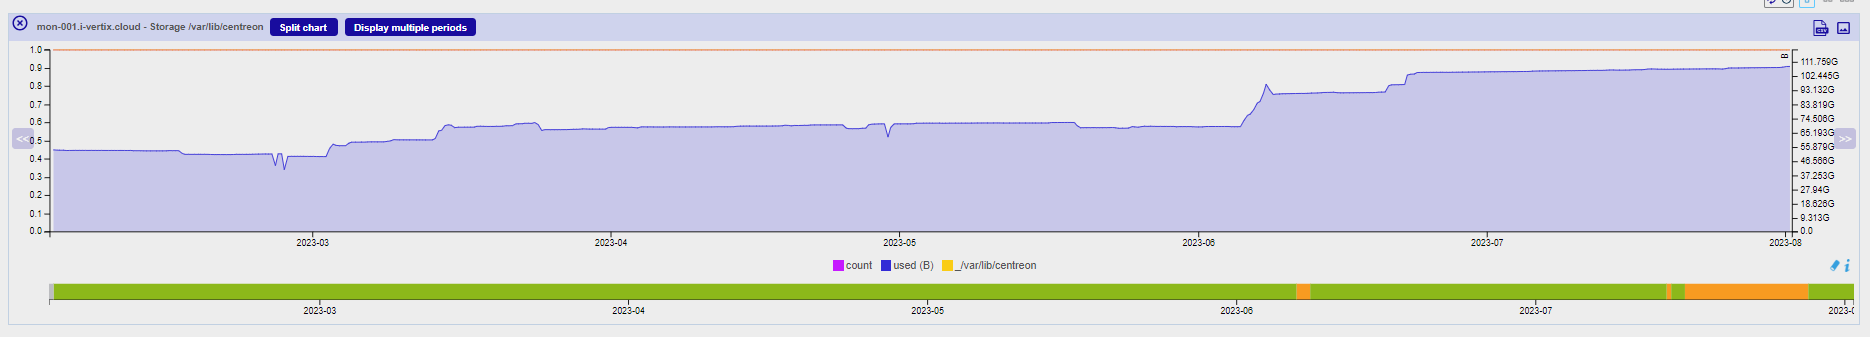 mon-001.i-vertix.cloud - Storage /var/lib/centreon Split chart Display multiple periods
CSV
1.0
0.9
0.8
0.7
0.6
0.5
0.4
0.3
0.2
0.1
0.0
<<
B
111.759G
102.445G
93.132G
83.819G
74.506G
65.193G
55.879G
46.566G
37.253G
27.94G
18.626G
9.313G
0.0
>>
2023-03 2023-04 2023-05 2023-06 2023-07 2023-08
count used (B) _/var/lib/centreon
i
2023-03 2023-04 2023-05 2023-06 2023-07 2023-0